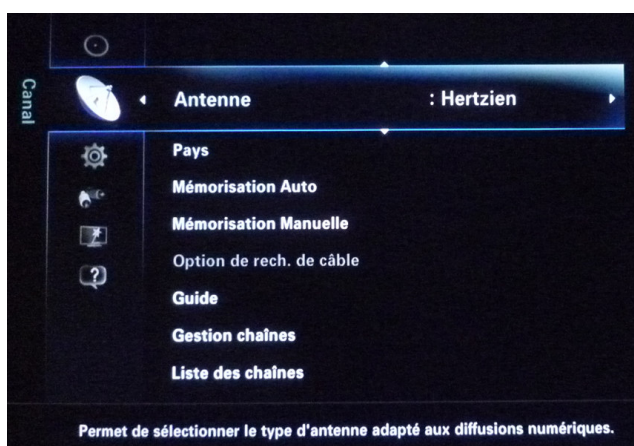 Canal
Antenne : Hertzien
Pays
Mémorisation Auto
Mémorisation Manuelle
Option de rech. de câble
Guide
Gestion chaînes
Liste des chaînes
Permet de sélectionner le type d'antenne adapté aux diffusions numériques.